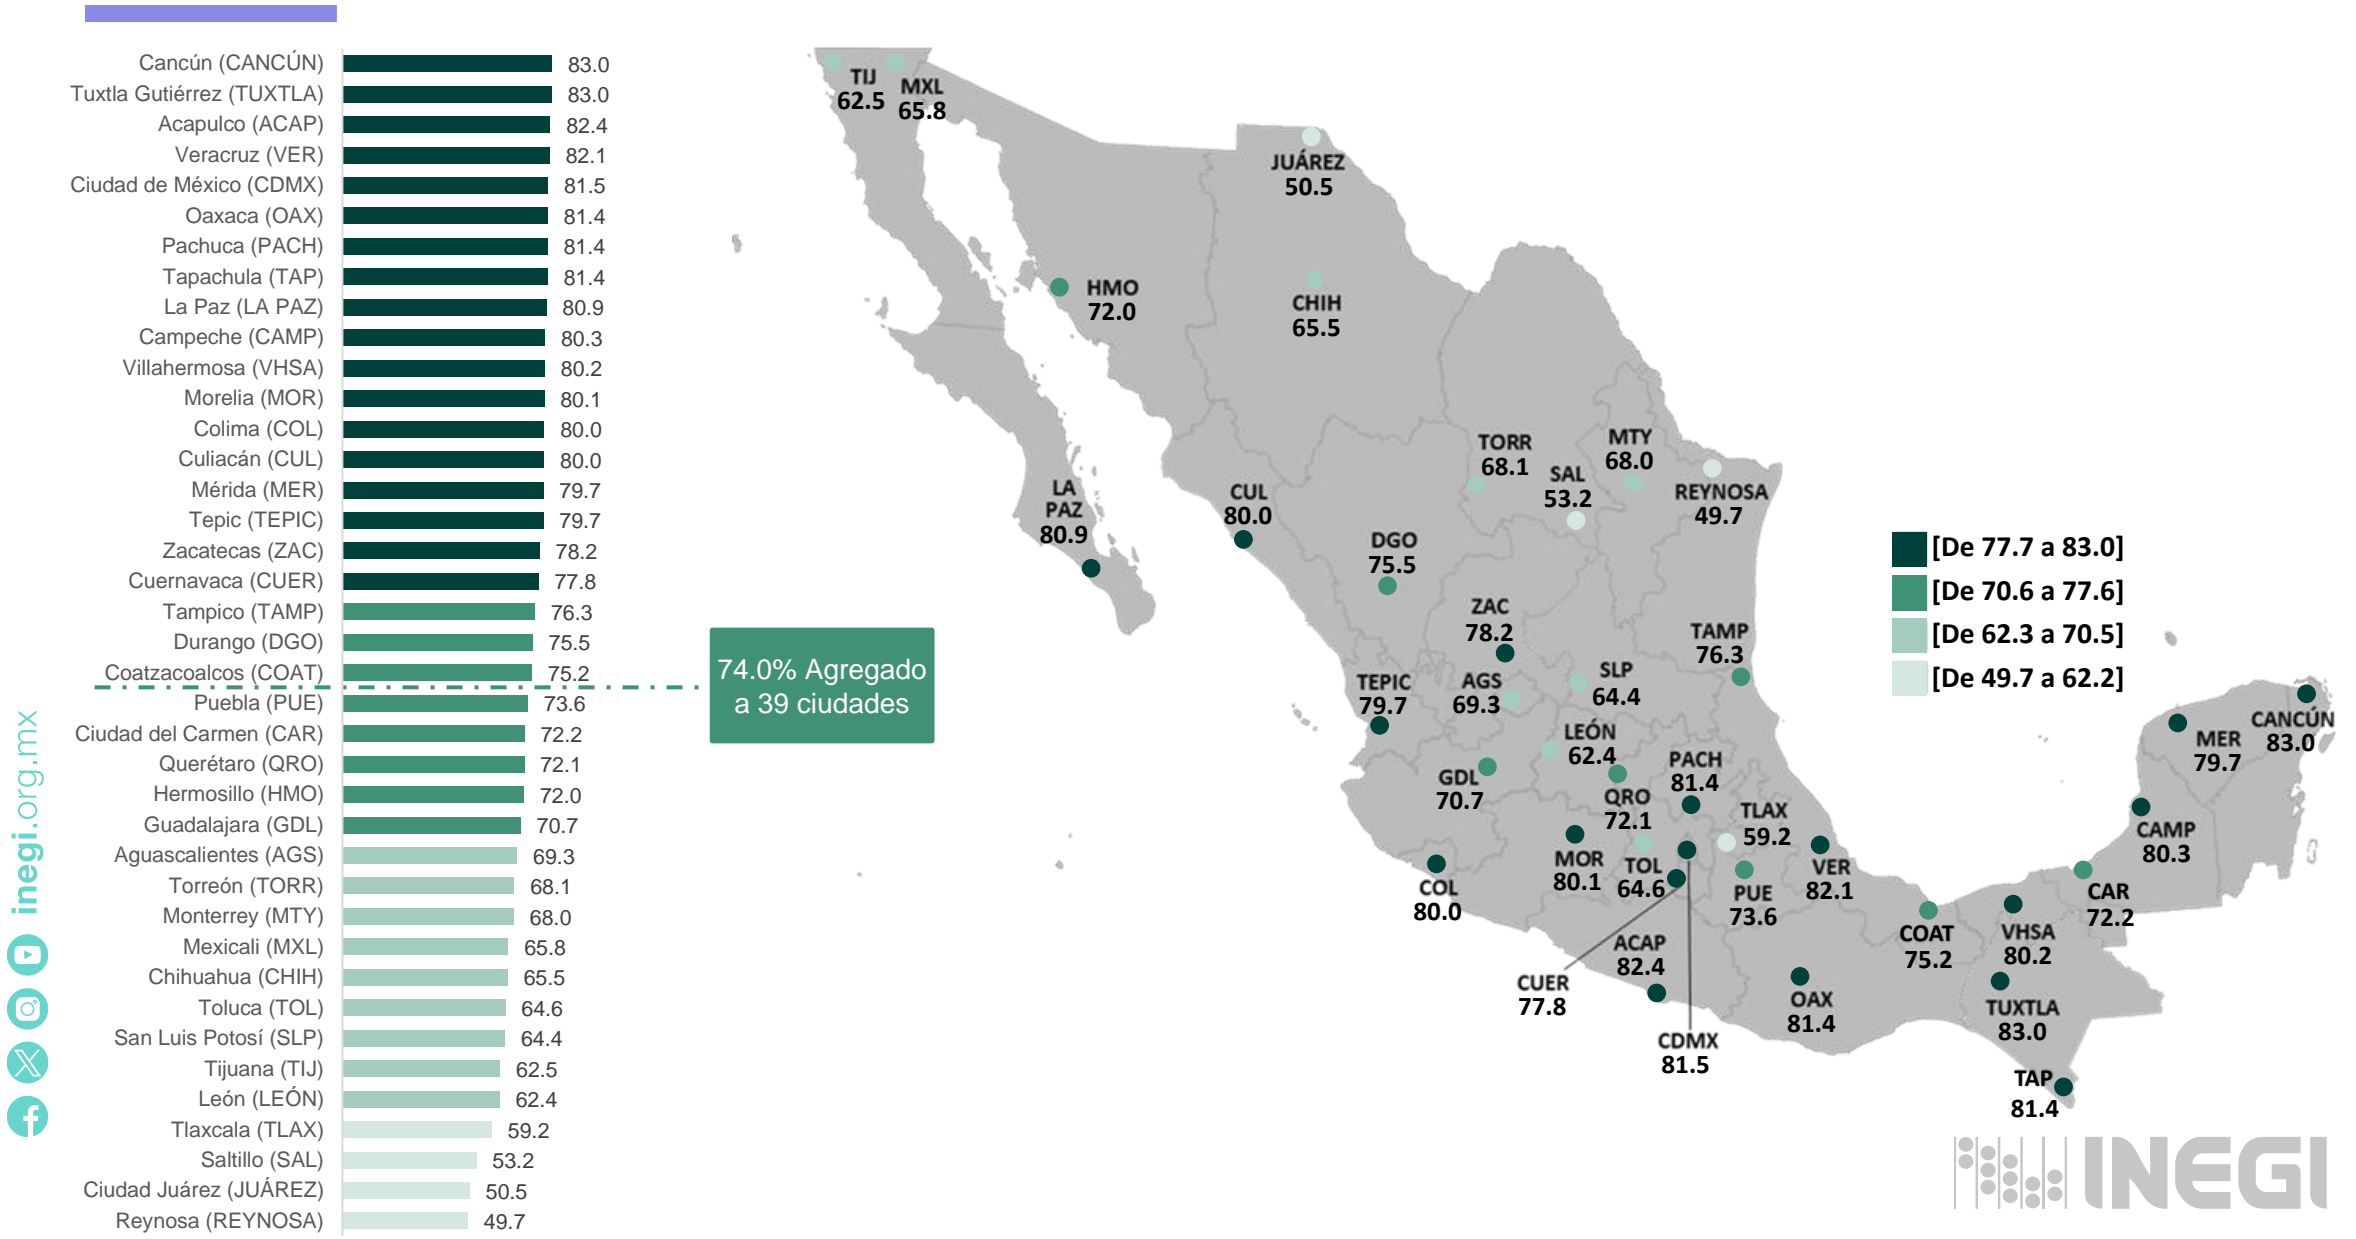 Cancún (CANCÚN) 83.0
Tuxtla Gutiérrez (TUXTLA) 83.0
Acapulco (ACAP) 82.4
Veracruz (VER) 82.1
Ciudad de México (CDMX) 81.5
Oaxaca (OAX) 81.4
Pachuca (PACH) 81.4
Tapachula (TAP) 81.4
La Paz (LA PAZ) 80.9
Campeche (CAMP) 80.3
Villahermosa (VHSA) 80.2
Morelia (MOR) 80.1
Colima (COL) 80.0
Culiacán (CUL) 80.0
Mérida (MER) 79.7
Tepic (TEPIC) 79.7
Zacatecas (ZAC) 78.2
Cuernavaca (CUER) 77.8
Tampico (TAMP) 76.3
Durango (DGO) 75.5
Coatzacoalcos (COAT) 75.2
Puebla (PUE) 73.6
Ciudad del Carmen (CAR) 72.2
Querétaro (QRO) 72.1
Hermosillo (HMO) 72.0
Guadalajara (GDL) 70.7
Aguascalientes (AGS) 69.3
Torreón (TORR) 68.1
Monterrey (MTY) 68.0
Mexicali (MXL) 65.8
Chihuahua (CHIH) 65.5
Toluca (TOL) 64.6
San Luis Potosí (SLP) 64.4
Tijuana (TIJ) 62.5
León (LEÓN) 62.4
Tlaxcala (TLAX) 59.2
Saltillo (SAL) 53.2
Ciudad Juárez (JUÁREZ) 50.5
Reynosa (REYNOSA) 49.7
74.0% Agregado
a 39 ciudades
inegi.org.mx
TIJ
62.5
MXL
65.8
JUÁREZ
50.5
HMO
72.0
CHIH
65.5
TORR
68.1
MTY
68.0
SAL
53.2
REYNOSA
49.7
LA
PAZ
80.9
CUL
80.0
DGO
75.5
ZAC
78.2
TAMP
76.3
TEPIC
79.7
AGS
69.3
SLP
64.4
LEÓN
62.4
GDL
70.7
QRO
72.1
PACH
81.4
TLAX
59.2
MOR
80.1
TOL
64.6
COL
80.0
PUE
73.6
VER
82.1
ACAP
82.4
CUER
77.8
CDMX
81.5
OAX
81.4
COAT
75.2
VHSA
80.2
TUXTLA
83.0
TAP
81.4
CAR
72.2
CAMP
80.3
MER
79.7
CANCÚN
83.0
[De 77.7 a 83.0]
[De 70.6 a 77.6]
[De 62.3 a 70.5]
[De 49.7 a 62.2]
INEGI